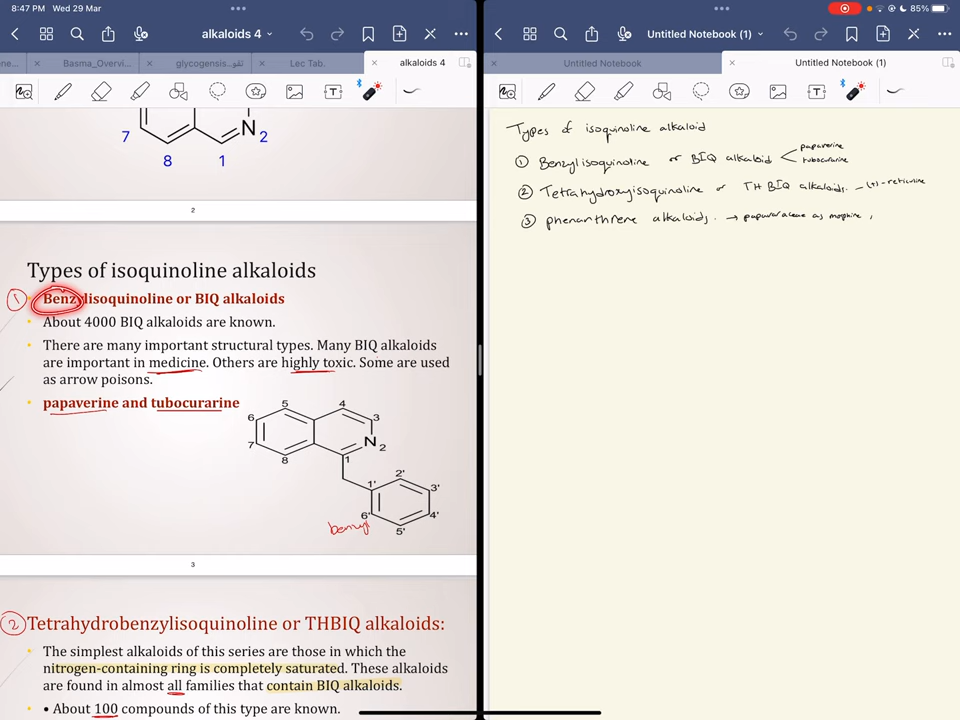 8:47 PM Wed 29 Mar
85%
alkaloids 4
Untitled Notebook (1)
Basma_Overvi...
Lec Tab.
alkaloids 4
Untitled Notebook
Untitled Notebook (1)
7
N 2
8
1
2
Types of isoquinoline alkaloids
1 Benzylisoquinoline or BIQ alkaloids
About 4000 BIQ alkaloids are known.
There are many important structural types. Many BIQ alkaloids
are important in medicine. Others are highly toxic. Some are used
as arrow poisons.
papaverine and tubocurarine
5 4
6 3
7 N 2
8 1
1' 2'
3'
6' 4'
benzyl 5'
3
2 Tetrahydrobenzylisoquinoline or THBIQ alkaloids:
The simplest alkaloids of this series are those in which the
nitrogen-containing ring is completely saturated. These alkaloids
are found in almost all families that contain BIQ alkaloids.
• About 100 compounds of this type are known.
Types of isoquinoline alkaloid
① Benzylisoquinoline or BIQ alkaloid < papaverine
tubocurarine
② Tetrahydroxyisoquinoline or THBIQ alkaloids. - (+)-reticuline
③ phenanthrene alkaloids. → papavaraceae as morphine ,